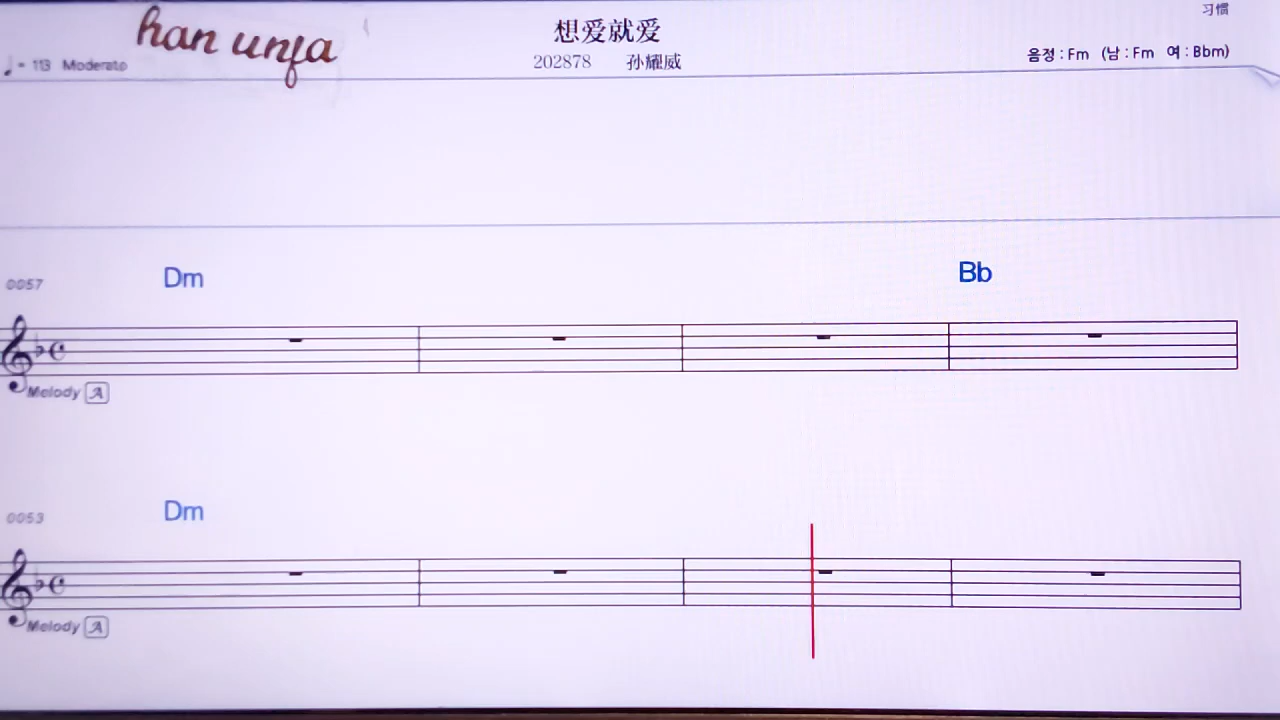 习惯
han unfa
想爱就爱
♩= 113 Moderato
202878 孙耀威
음정 : Fm (남 : Fm 여 : Bbm)
0057
Dm
Bb
Melody A
0053
Dm
Melody A